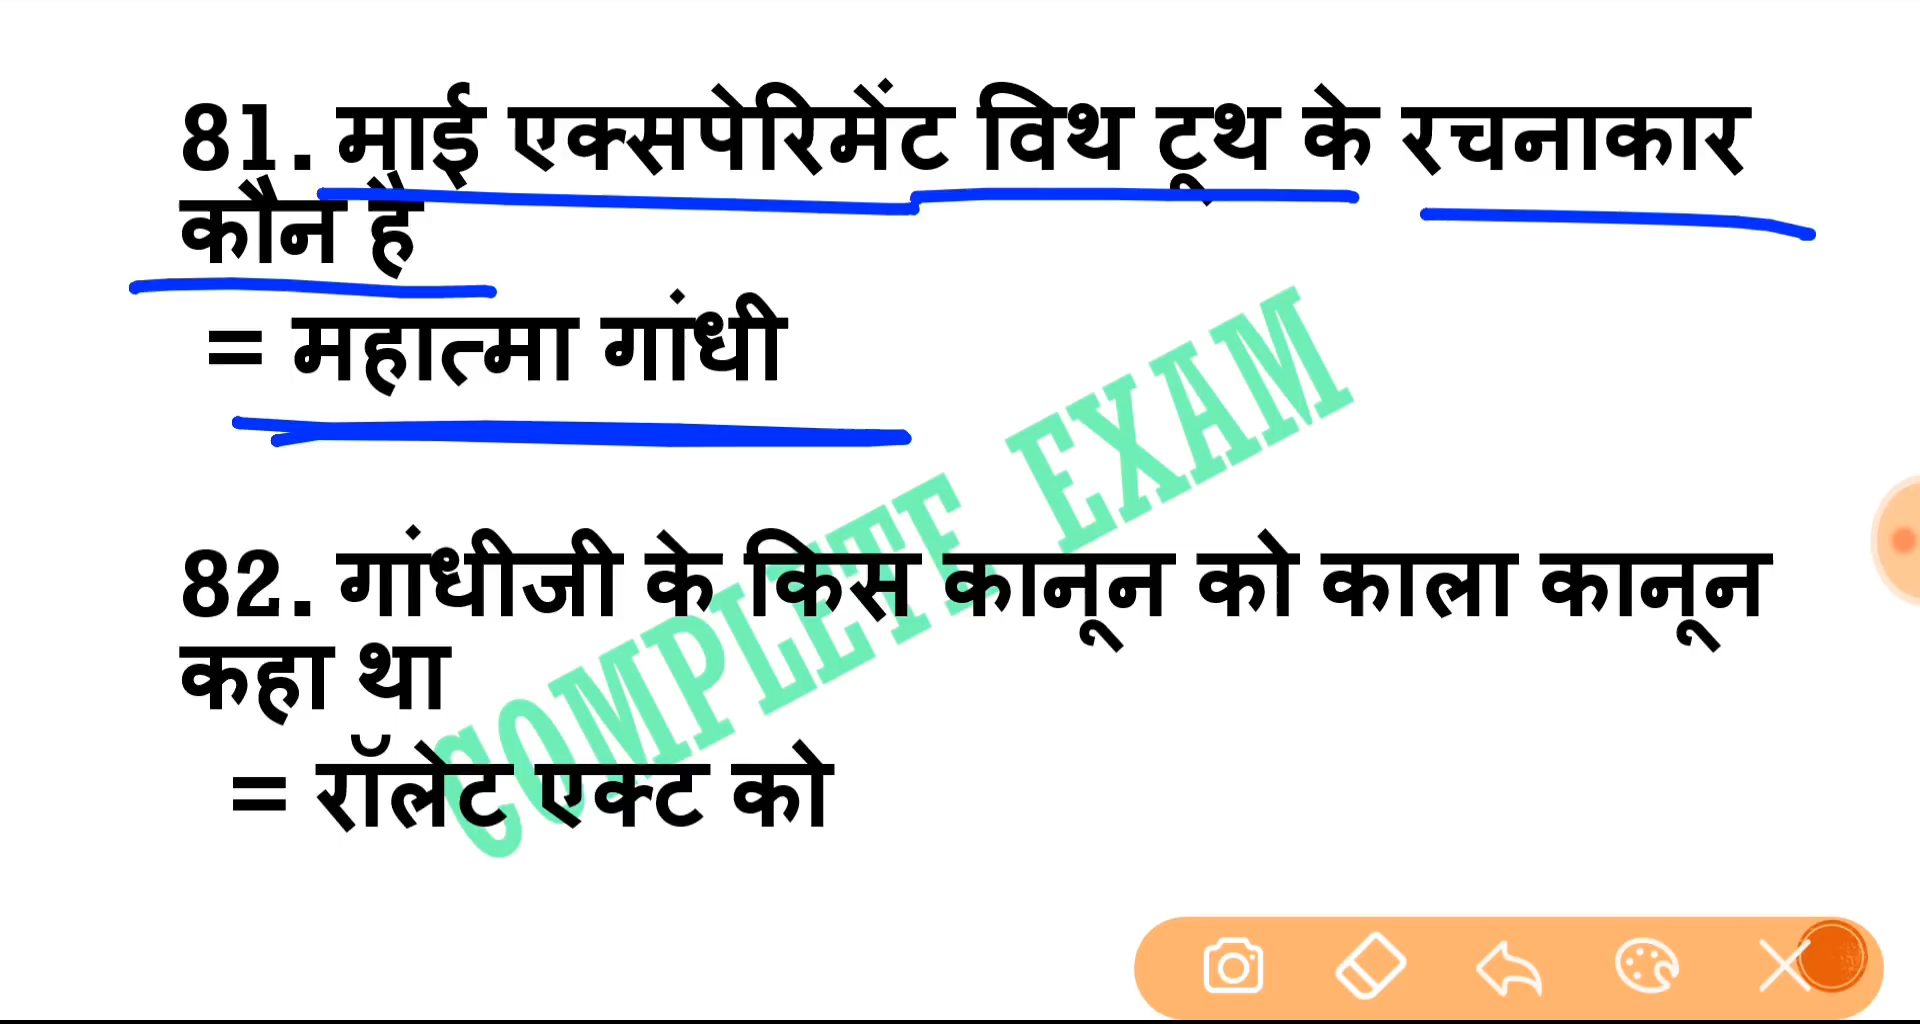 81. माई एक्सपेरिमेंट विथ ट्रूथ के रचनाकार
कौन है
= महात्मा गांधी
82. गांधीजी के किस कानून को काला कानून
कहा था
= रॉलेट एक्ट को
COMPLETE EXAM